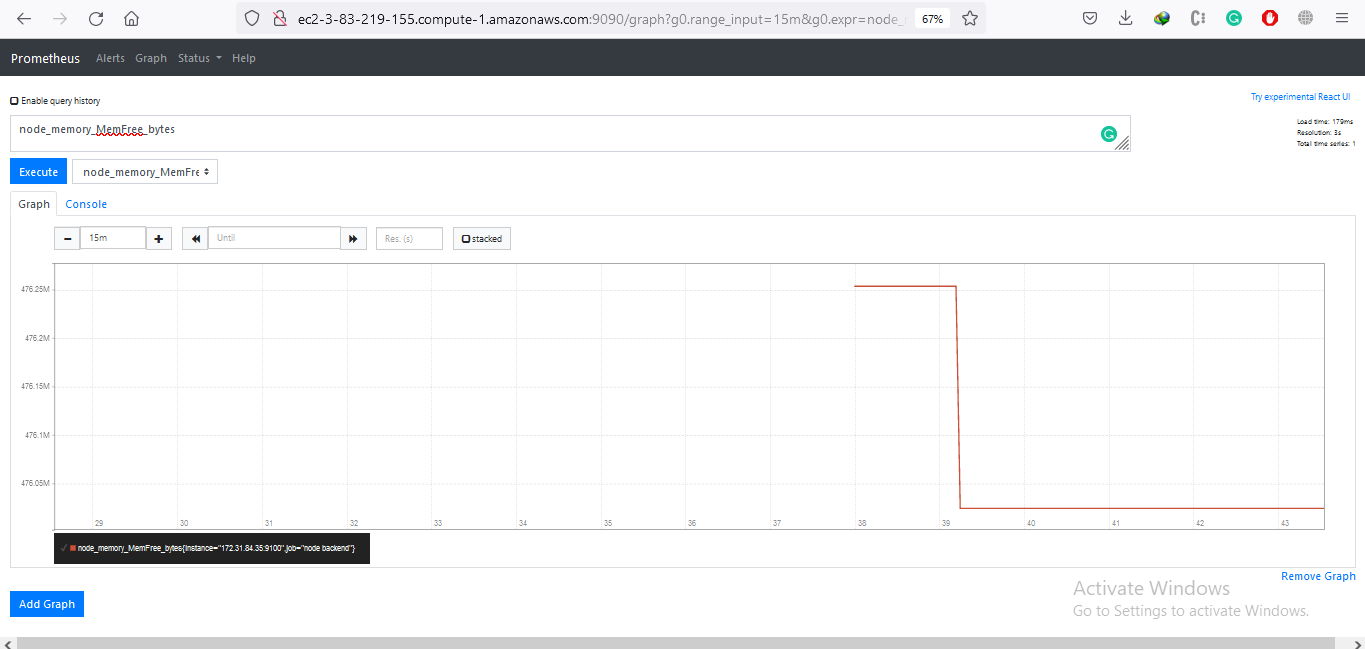 ec2-3-83-219-155.compute-1.amazonaws.com:9090/graph?g0.range_input=15m&g0.expr=node_ 67%
Prometheus Alerts Graph Status Help
Enable query history
Try experimental React UI
node_memory_MemFree_bytes
Load time: 179ms
Resolution: 3s
Total time series: 1
Execute node_memory_MemFre
Graph Console
15m Until Res. (s) stacked
476.25M
476.2M
476.15M
476.1M
476.05M
29 30 31 32 33 34 35 36 37 38 39 40 41 42 43
node_memory_MemFree_bytes{instance="172.31.84.35:9100",job="node backend"}
Remove Graph
Add Graph
Activate Windows
Go to Settings to activate Windows.